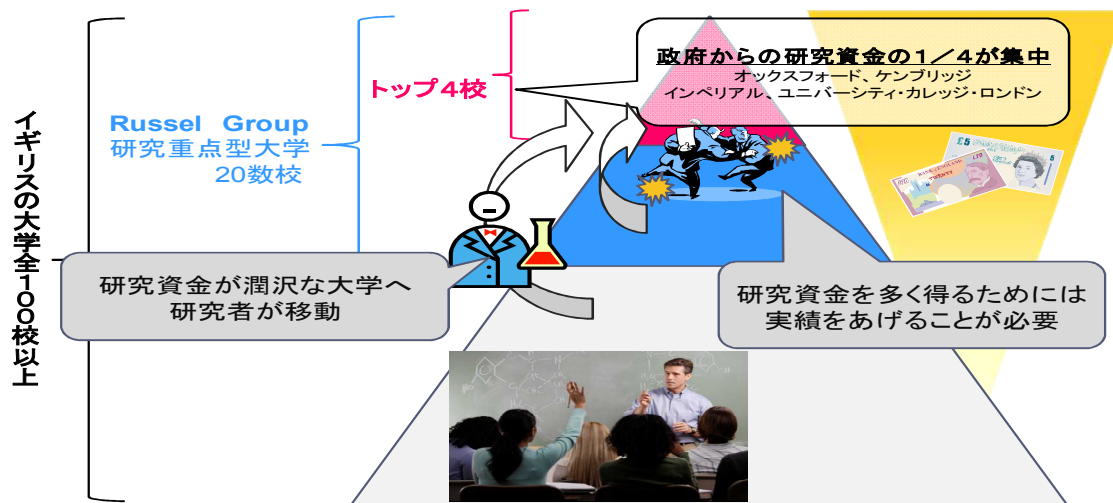 イギリスの大学全100校以上
Russel Group
研究重点型大学
20数校
トップ4校
政府からの研究資金の1/4が集中
オックスフォード、ケンブリッジ
インペリアル、ユニバーシティ・カレッジ・ロンドン
£5
5
£20
TWENTY
研究資金が潤沢な大学へ
研究者が移動
研究資金を多く得るためには
実績をあげることが必要